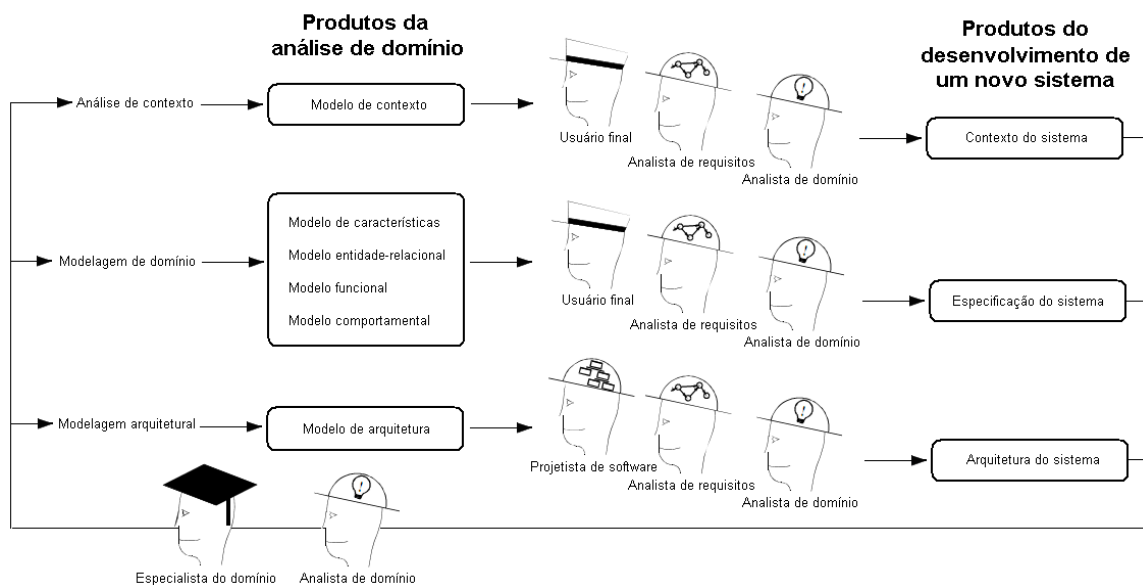 Produtos da
análise de domínio
Produtos do
desenvolvimento de
um novo sistema
Análise de contexto
Modelo de contexto
Usuário final
Analista de requisitos
Analista de domínio
Contexto do sistema
Modelagem de domínio
Modelo de características
Modelo entidade-relacional
Modelo funcional
Modelo comportamental
Usuário final
Analista de requisitos
Analista de domínio
Especificação do sistema
Modelagem arquitetural
Modelo de arquitetura
Projetista de software
Analista de requisitos
Analista de domínio
Arquitetura do sistema
Especialista do domínio
Analista de domínio